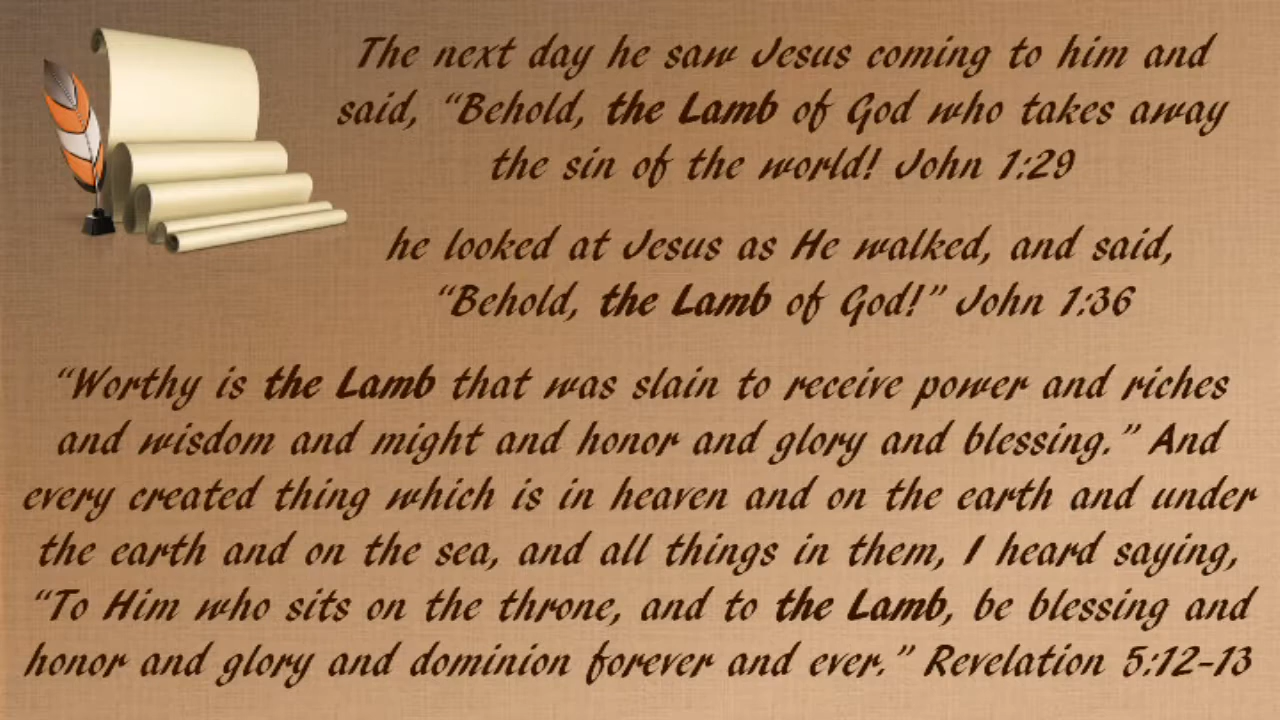 The next day he saw Jesus coming to him and
said, “Behold, the Lamb of God who takes away
the sin of the world! John 1:29
he looked at Jesus as He walked, and said,
“Behold, the Lamb of God!” John 1:36
“Worthy is the Lamb that was slain to receive power and riches
and wisdom and might and honor and glory and blessing.” And
every created thing which is in heaven and on the earth and under
the earth and on the sea, and all things in them, I heard saying,
“To Him who sits on the throne, and to the Lamb, be blessing and
honor and glory and dominion forever and ever.” Revelation 5:12-13